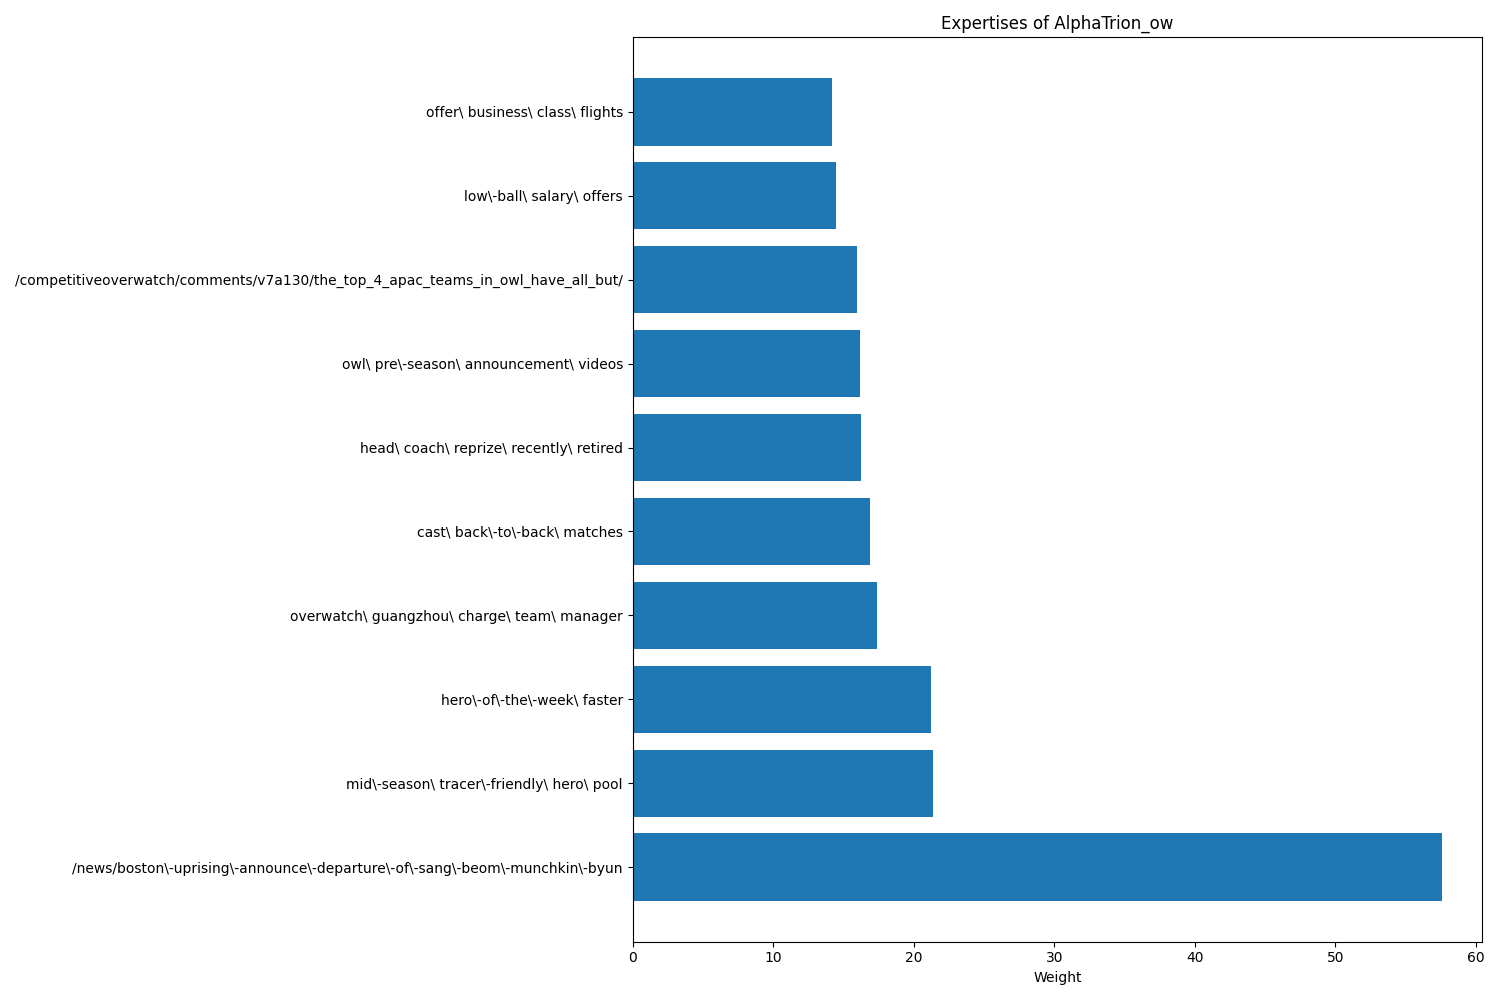 Expertises of AlphaTrion_ow
offer\ business\ class\ flights
low\-ball\ salary\ offers
/competitiveoverwatch/comments/v7a130/the_top_4_apac_teams_in_owl_have_all_but/
owl\ pre\-season\ announcement\ videos
head\ coach\ reprize\ recently\ retired
cast\ back\-to\-back\ matches
overwatch\ guangzhou\ charge\ team\ manager
hero\-of\-the\-week\ faster
mid\-season\ tracer\-friendly\ hero\ pool
/news/boston\-uprising\-announce\-departure\-of\-sang\-beom\-munchkin\-byun
0 10 20 30 40 50 60
Weight